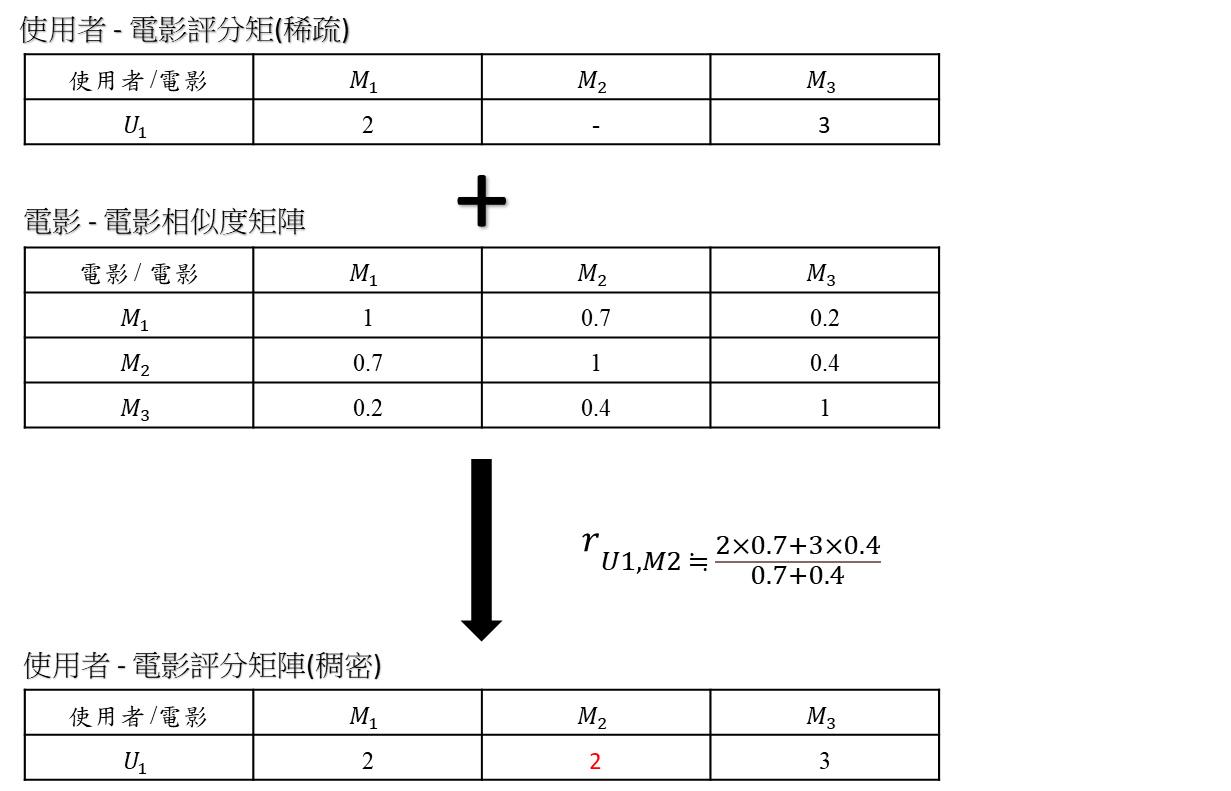 使用者 - 電影評分矩(稀疏)
使用者/電影 M₁ M₂ M₃
U₁ 2 - 3
+
電影 - 電影相似度矩陣
電影/電影 M₁ M₂ M₃
M₁ 1 0.7 0.2
M₂ 0.7 1 0.4
M₃ 0.2 0.4 1
r U1,M2 ≒ 2×0.7+3×0.4
0.7+0.4
使用者 - 電影評分矩陣(稠密)
使用者/電影 M₁ M₂ M₃
U₁ 2 2 3